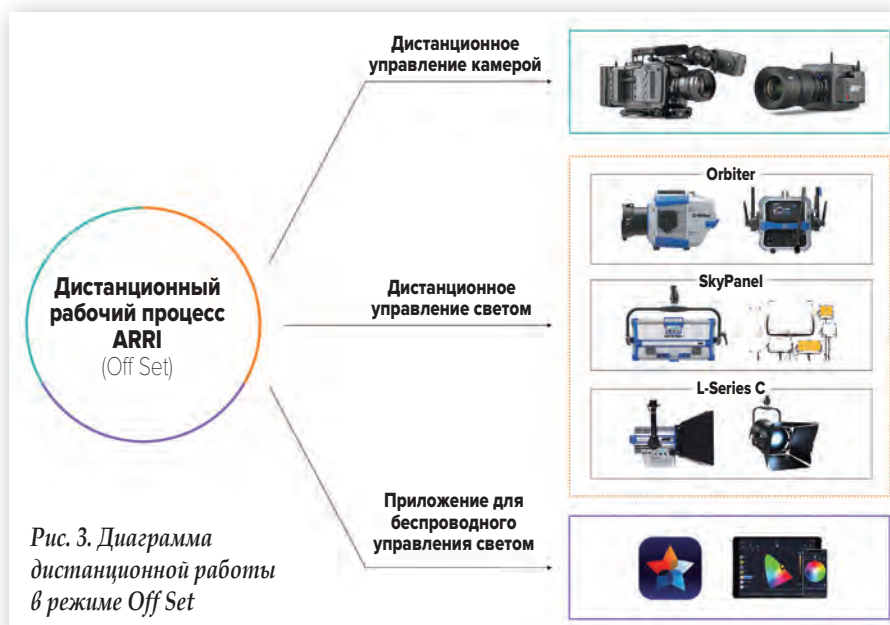 Дистанционное
управление камерой
Orbiter
Дистанционный
рабочий процесс
ARRI
(Off Set)
Дистанционное
управление светом
SkyPanel
L-Series C
Приложение для
беспроводного
управления светом
Рис. 3. Диаграмма
дистанционной работы
в режиме Off Set